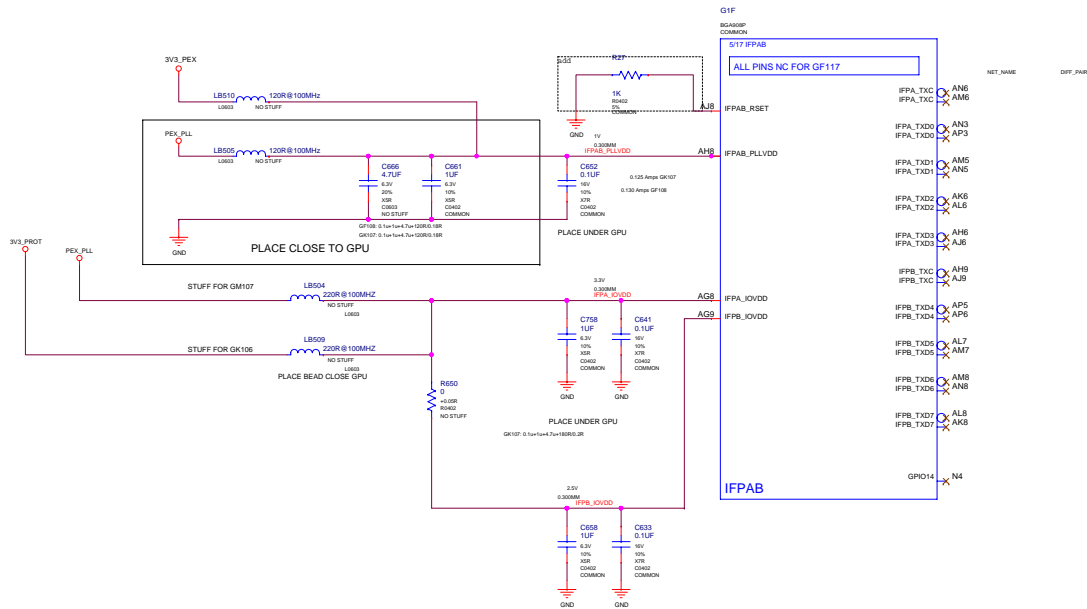 G1F
BGA908P
COMMON
5/17 IFPAB
ALL PINS NC FOR GF117
NET_NAME
DIFF_PAIR
3V3_PEX
LB510
120R@100MHz
L0603
NO STUFF
PEX_PLL
LB505
120R@100MHz
L0603
NO STUFF
add
R27
1K
R0402
5%
COMMON
GND
AJ8
IFPAB_RSET
1V
0.300MM
IFPAB_PLLVDD
AH8
IFPAB_PLLVDD
C666
4.7UF
6.3V
20%
X5R
C0603
NO STUFF
C661
1UF
6.3V
10%
X5R
C0402
COMMON
C652
0.1UF
16V
10%
X7R
C0402
COMMON
0.125 Amps GK107
0.130 Amps GF108
GF108: 0.1u+1u+4.7u+120R/0.18R
GK107: 0.1u+1u+4.7u+120R/0.18R
GND
PLACE CLOSE TO GPU
PLACE UNDER GPU
3V3_PROT
PEX_PLL
STUFF FOR GM107
LB504
220R@100MHZ
NO STUFF
L0603
STUFF FOR GK106
LB509
220R@100MHZ
NO STUFF
L0603
PLACE BEAD CLOSE GPU
R650
0
+0.05R
R0402
NO STUFF
3.3V
0.300MM
IFPA_IOVDD
AG8
IFPA_IOVDD
AG9
IFPB_IOVDD
C758
1UF
6.3V
10%
X5R
C0402
COMMON
GND
C641
0.1UF
16V
10%
X7R
C0402
COMMON
GND
PLACE UNDER GPU
GK107: 0.1u+1u+4.7u+180R/0.2R
2.5V
0.300MM
IFPB_IOVDD
C658
1UF
6.3V
10%
X5R
C0402
COMMON
GND
C633
0.1UF
16V
10%
X7R
C0402
COMMON
GND
IFPA_TXC AN6
IFPA_TXC AM6
IFPA_TXD0 AN3
IFPA_TXD0 AP3
IFPA_TXD1 AM5
IFPA_TXD1 AN5
IFPA_TXD2 AK6
IFPA_TXD2 AL6
IFPA_TXD3 AH6
IFPA_TXD3 AJ6
IFPB_TXC AH9
IFPB_TXC AJ9
IFPB_TXD4 AP5
IFPB_TXD4 AP6
IFPB_TXD5 AL7
IFPB_TXD5 AM7
IFPB_TXD6 AM8
IFPB_TXD6 AN8
IFPB_TXD7 AL8
IFPB_TXD7 AK8
GPIO14 N4
IFPAB